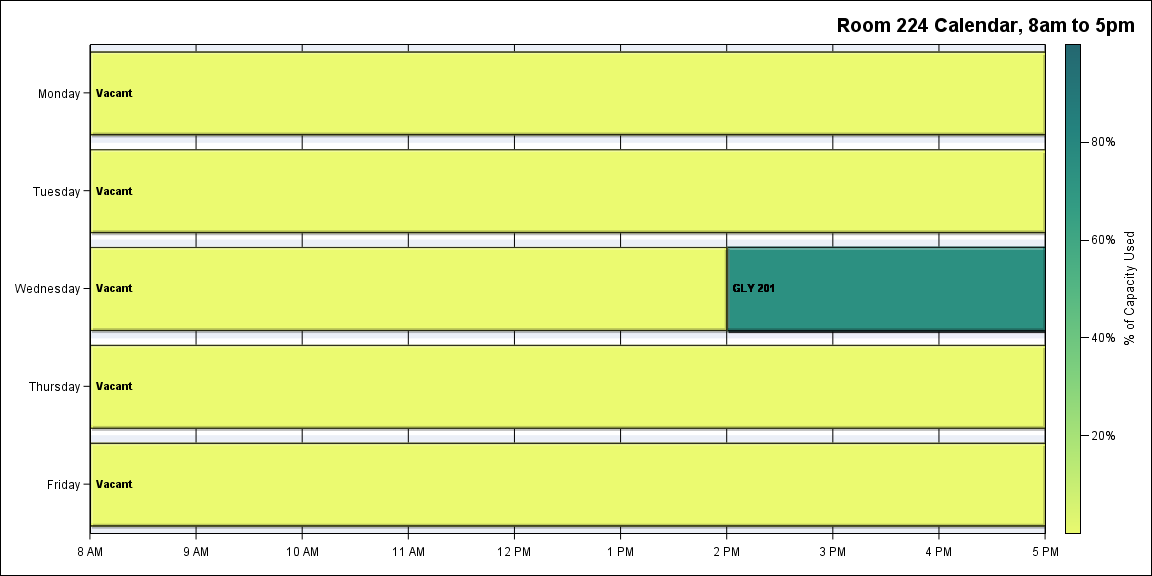 Room 224 Calendar, 8am to 5pm
Monday
Vacant
Tuesday
Vacant
Wednesday
Vacant
GLY 201
Thursday
Vacant
Friday
Vacant
8 AM 9 AM 10 AM 11 AM 12 PM 1 PM 2 PM 3 PM 4 PM 5 PM
80%
60%
40%
20%
% of Capacity Used